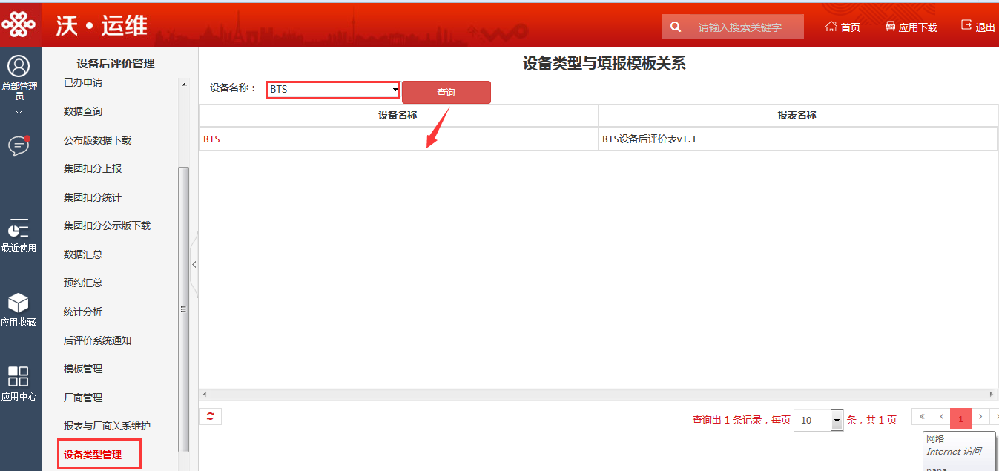 沃·运维
请输入搜索关键字
首页
应用下载
退出
总部管理员
最近使用
应用收藏
应用中心
设备后评价管理
已办申请
数据查询
公布版数据下载
集团扣分上报
集团扣分统计
集团扣分公示版下载
数据汇总
预约汇总
统计分析
后评价系统通知
模板管理
厂商管理
报表与厂商关系维护
设备类型管理
设备类型与填报模板关系
设备名称： BTS 查询
设备名称 报表名称
BTS BTS设备后评价表v1.1
查询出 1 条记录，每页 10 条，共 1 页 « ‹ 1 ›
网络
Internet 访问